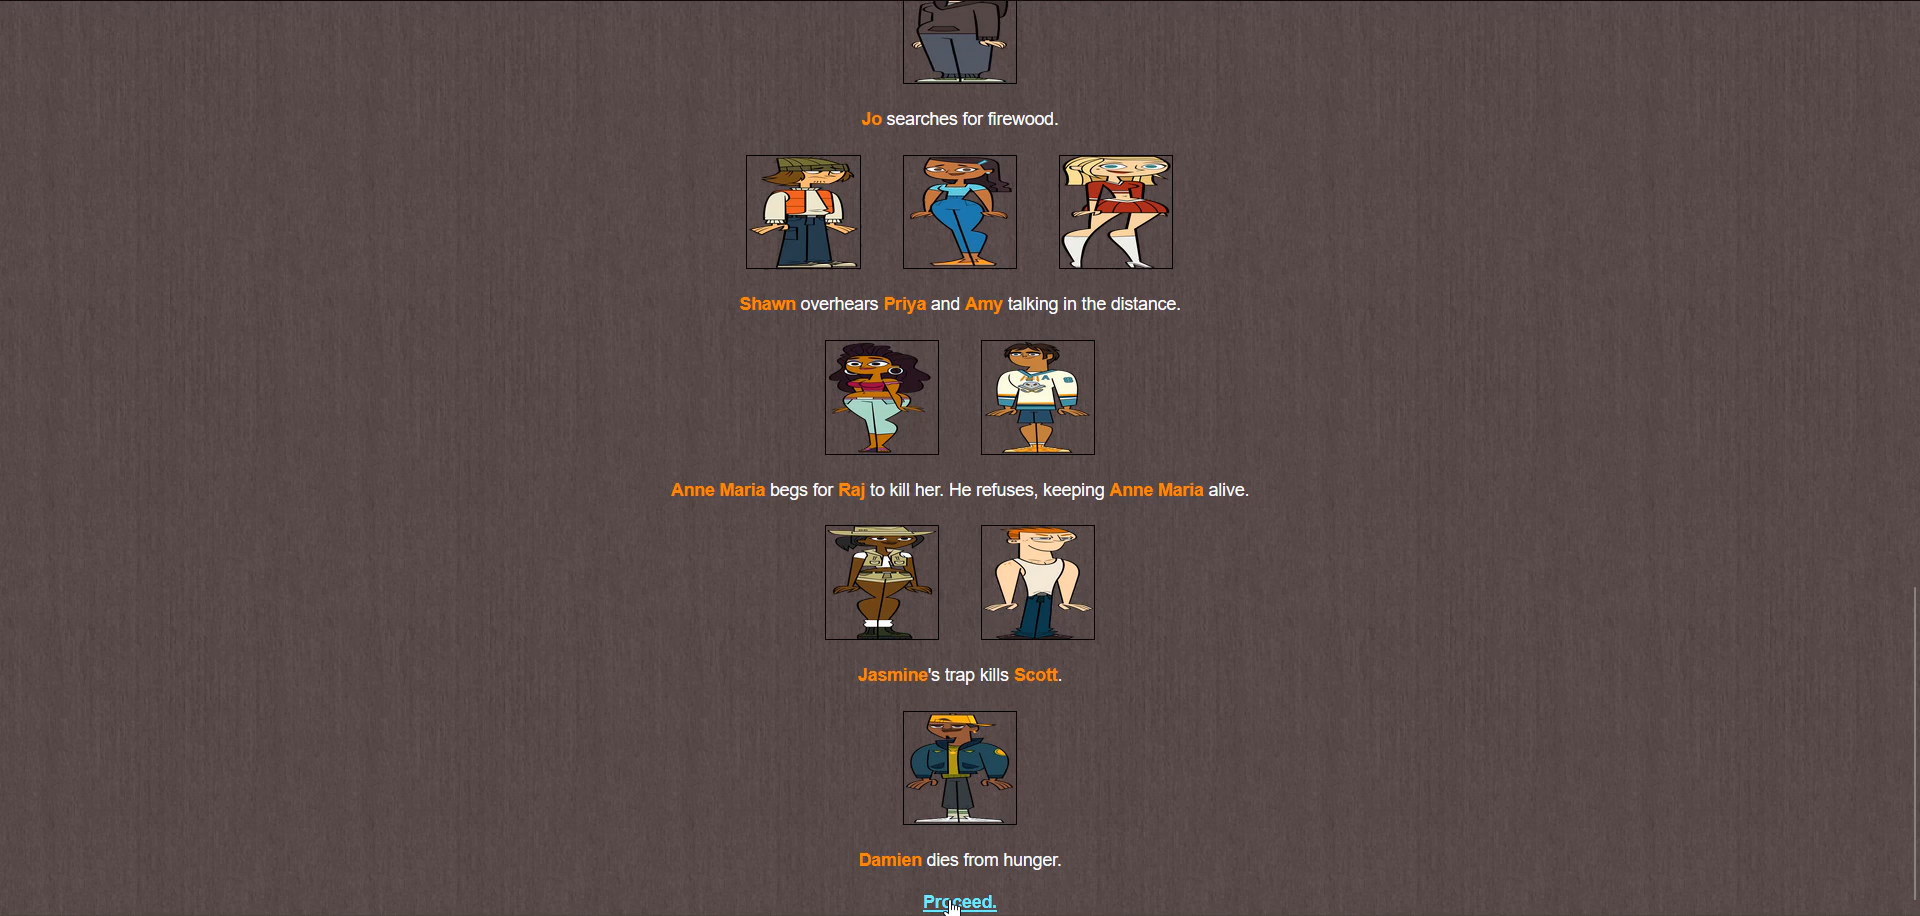 Jo searches for firewood.
Shawn overhears Priya and Amy talking in the distance.
Anne Maria begs for Raj to kill her. He refuses, keeping Anne Maria alive.
Jasmine's trap kills Scott.
Damien dies from hunger.
Proceed.